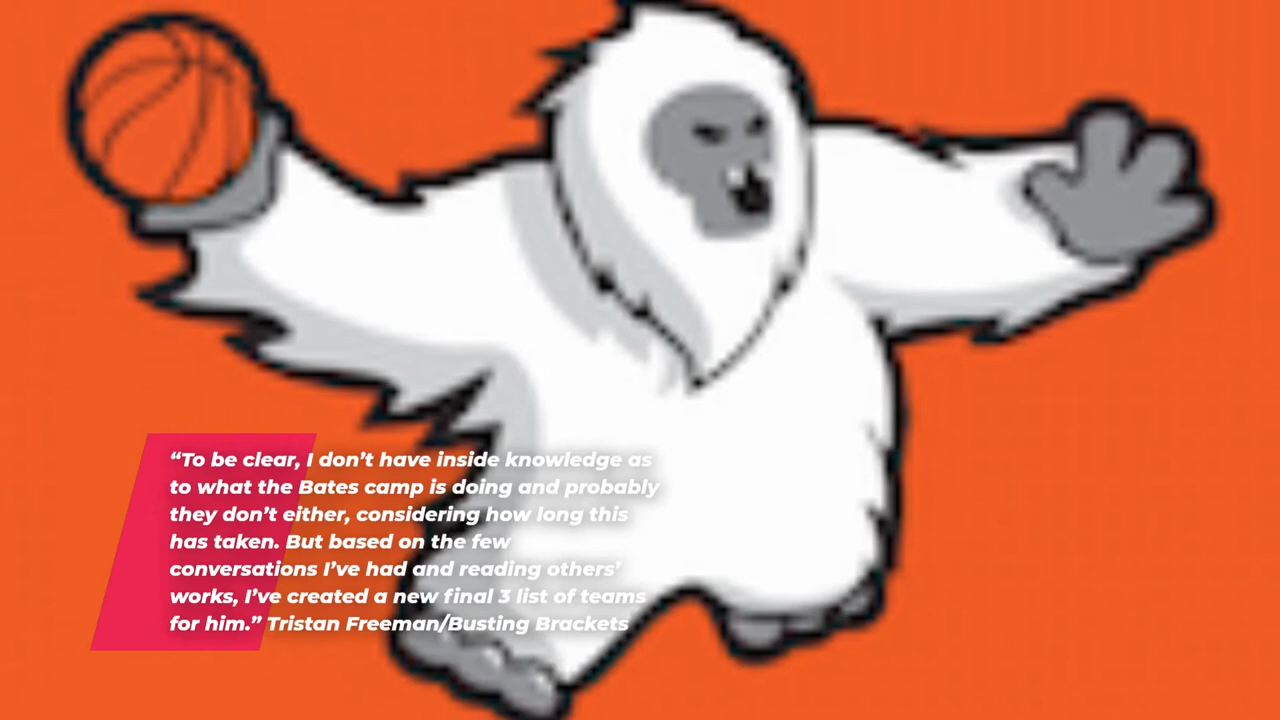 “To be clear, I don’t have inside knowledge as
to what the Bates camp is doing and probably
they don’t either, considering how long this
has taken. But based on the few
conversations I’ve had and reading others’
works, I’ve created a new final 3 list of teams
for him.” Tristan Freeman/Busting Brackets